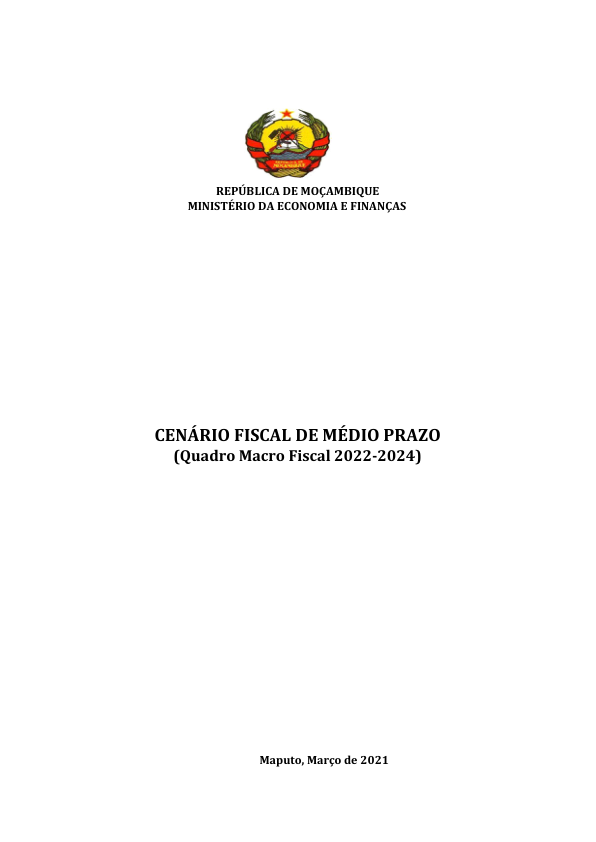 REPÚBLICA DE MOÇAMBIQUE
MINISTÉRIO DA ECONOMIA E FINANÇAS
CENÁRIO FISCAL DE MÉDIO PRAZO
(Quadro Macro Fiscal 2022-2024)
Maputo, Março de 2021